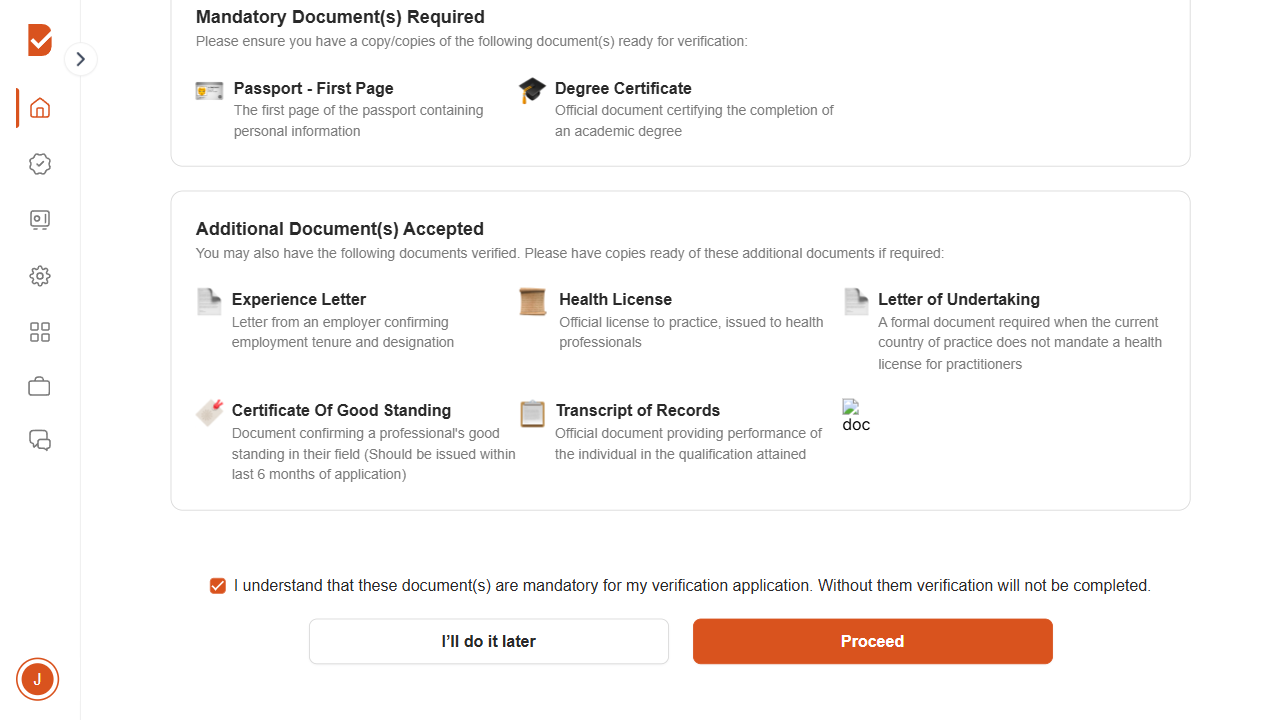 Mandatory Document(s) Required
Please ensure you have a copy/copies of the following document(s) ready for verification:
Passport - First Page
The first page of the passport containing
personal information
Degree Certificate
Official document certifying the completion of
an academic degree
Additional Document(s) Accepted
You may also have the following documents verified. Please have copies ready of these additional documents if required:
Experience Letter
Letter from an employer confirming
employment tenure and designation
Health License
Official license to practice, issued to health
professionals
Letter of Undertaking
A formal document required when the current
country of practice does not mandate a health
license for practitioners
Certificate Of Good Standing
Document confirming a professional's good
standing in their field (Should be issued within
last 6 months of application)
Transcript of Records
Official document providing performance of
the individual in the qualification attained
doc
I understand that these document(s) are mandatory for my verification application. Without them verification will not be completed.
I’ll do it later
Proceed
J